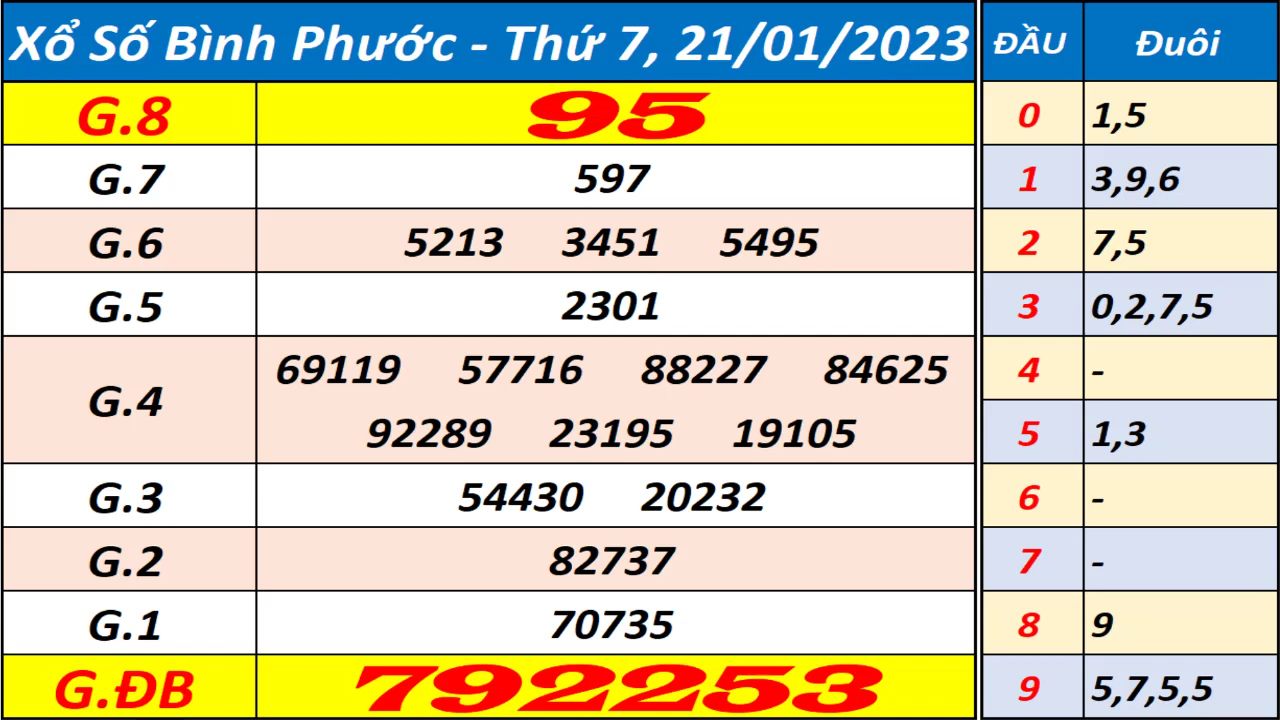 Xổ Số Bình Phước - Thứ 7, 21/01/2023
G.8 95
G.7 597
G.6 5213 3451 5495
G.5 2301
G.4 69119 57716 88227 84625
92289 23195 19105
G.3 54430 20232
G.2 82737
G.1 70735
G.ĐB 792253
ĐẦU Đuôi
0 1,5
1 3,9,6
2 7,5
3 0,2,7,5
4 -
5 1,3
6 -
7 -
8 9
9 5,7,5,5